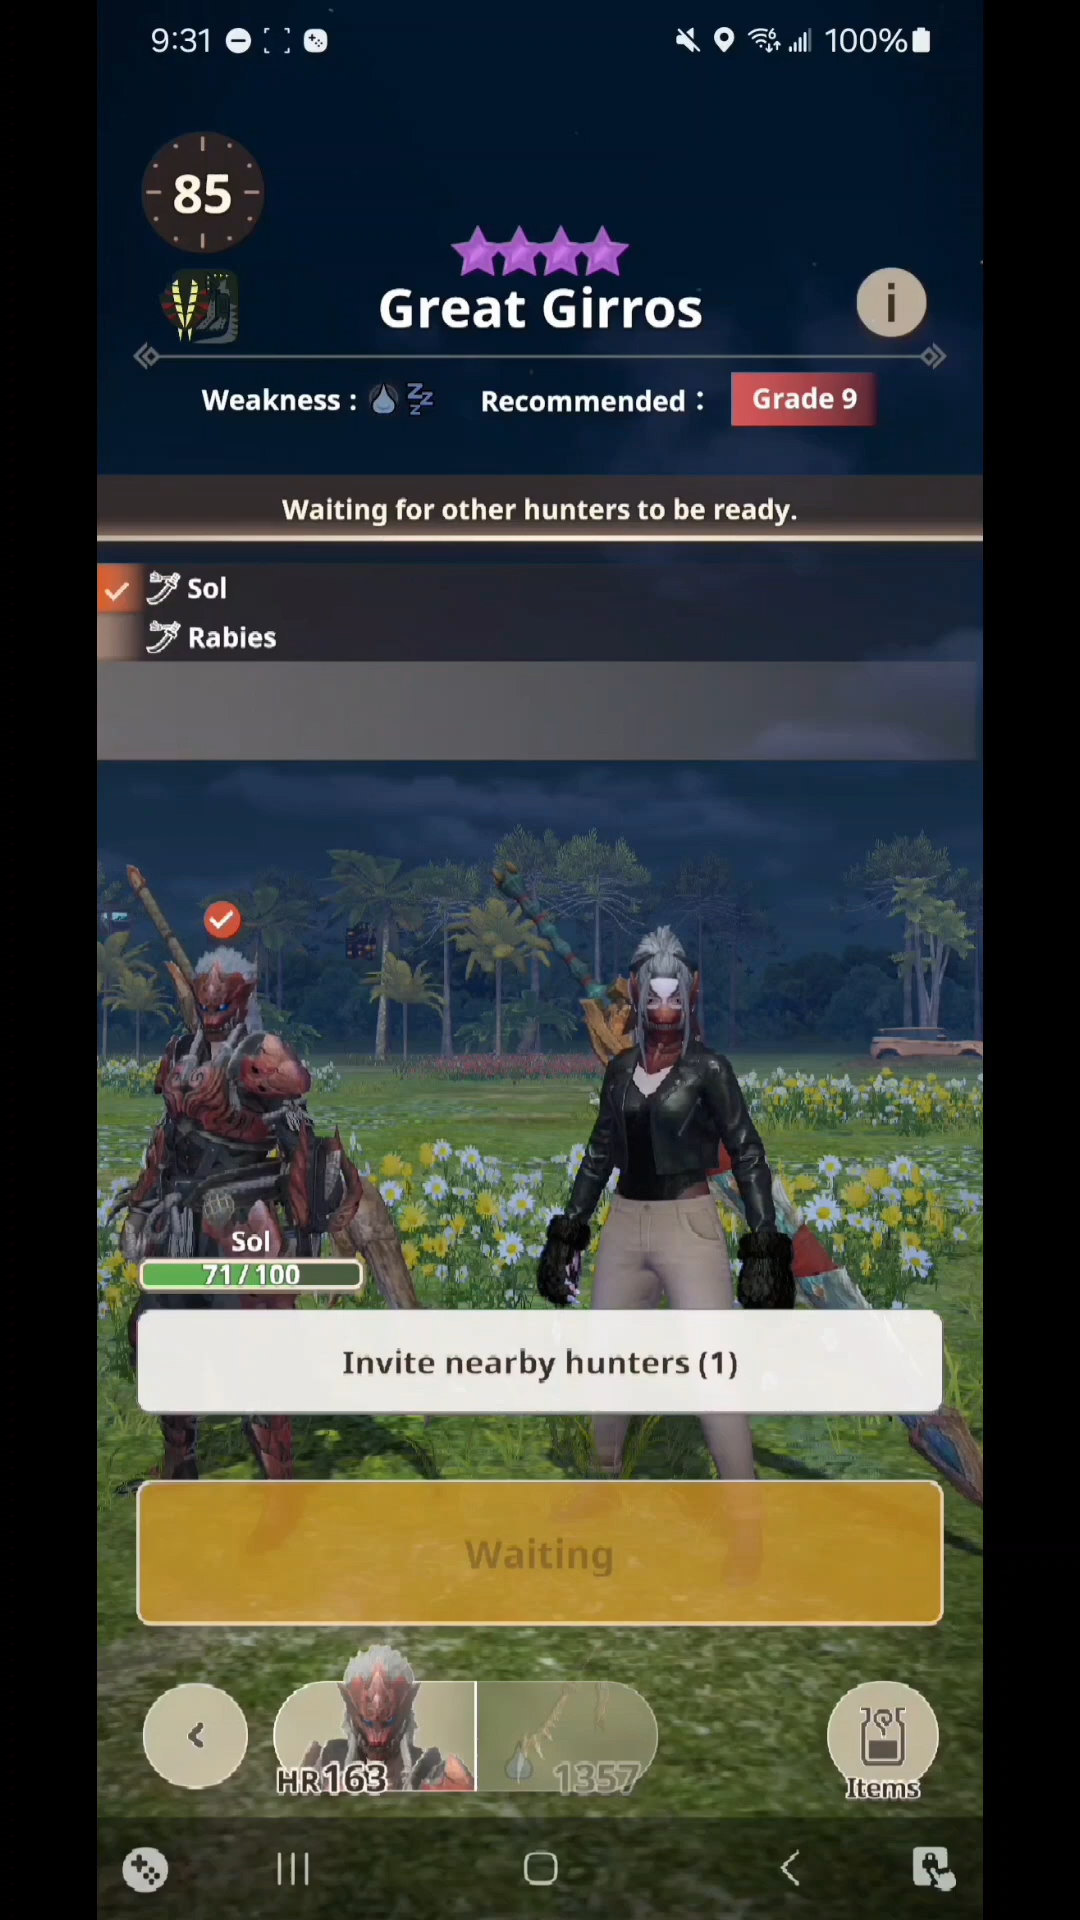 9:31
100%
85
Great Girros
i
Weakness :
Recommended :
Grade 9
Waiting for other hunters to be ready.
Sol
Rabies
Sol
71/100
Invite nearby hunters (1)
Waiting
HR163
1357
Items